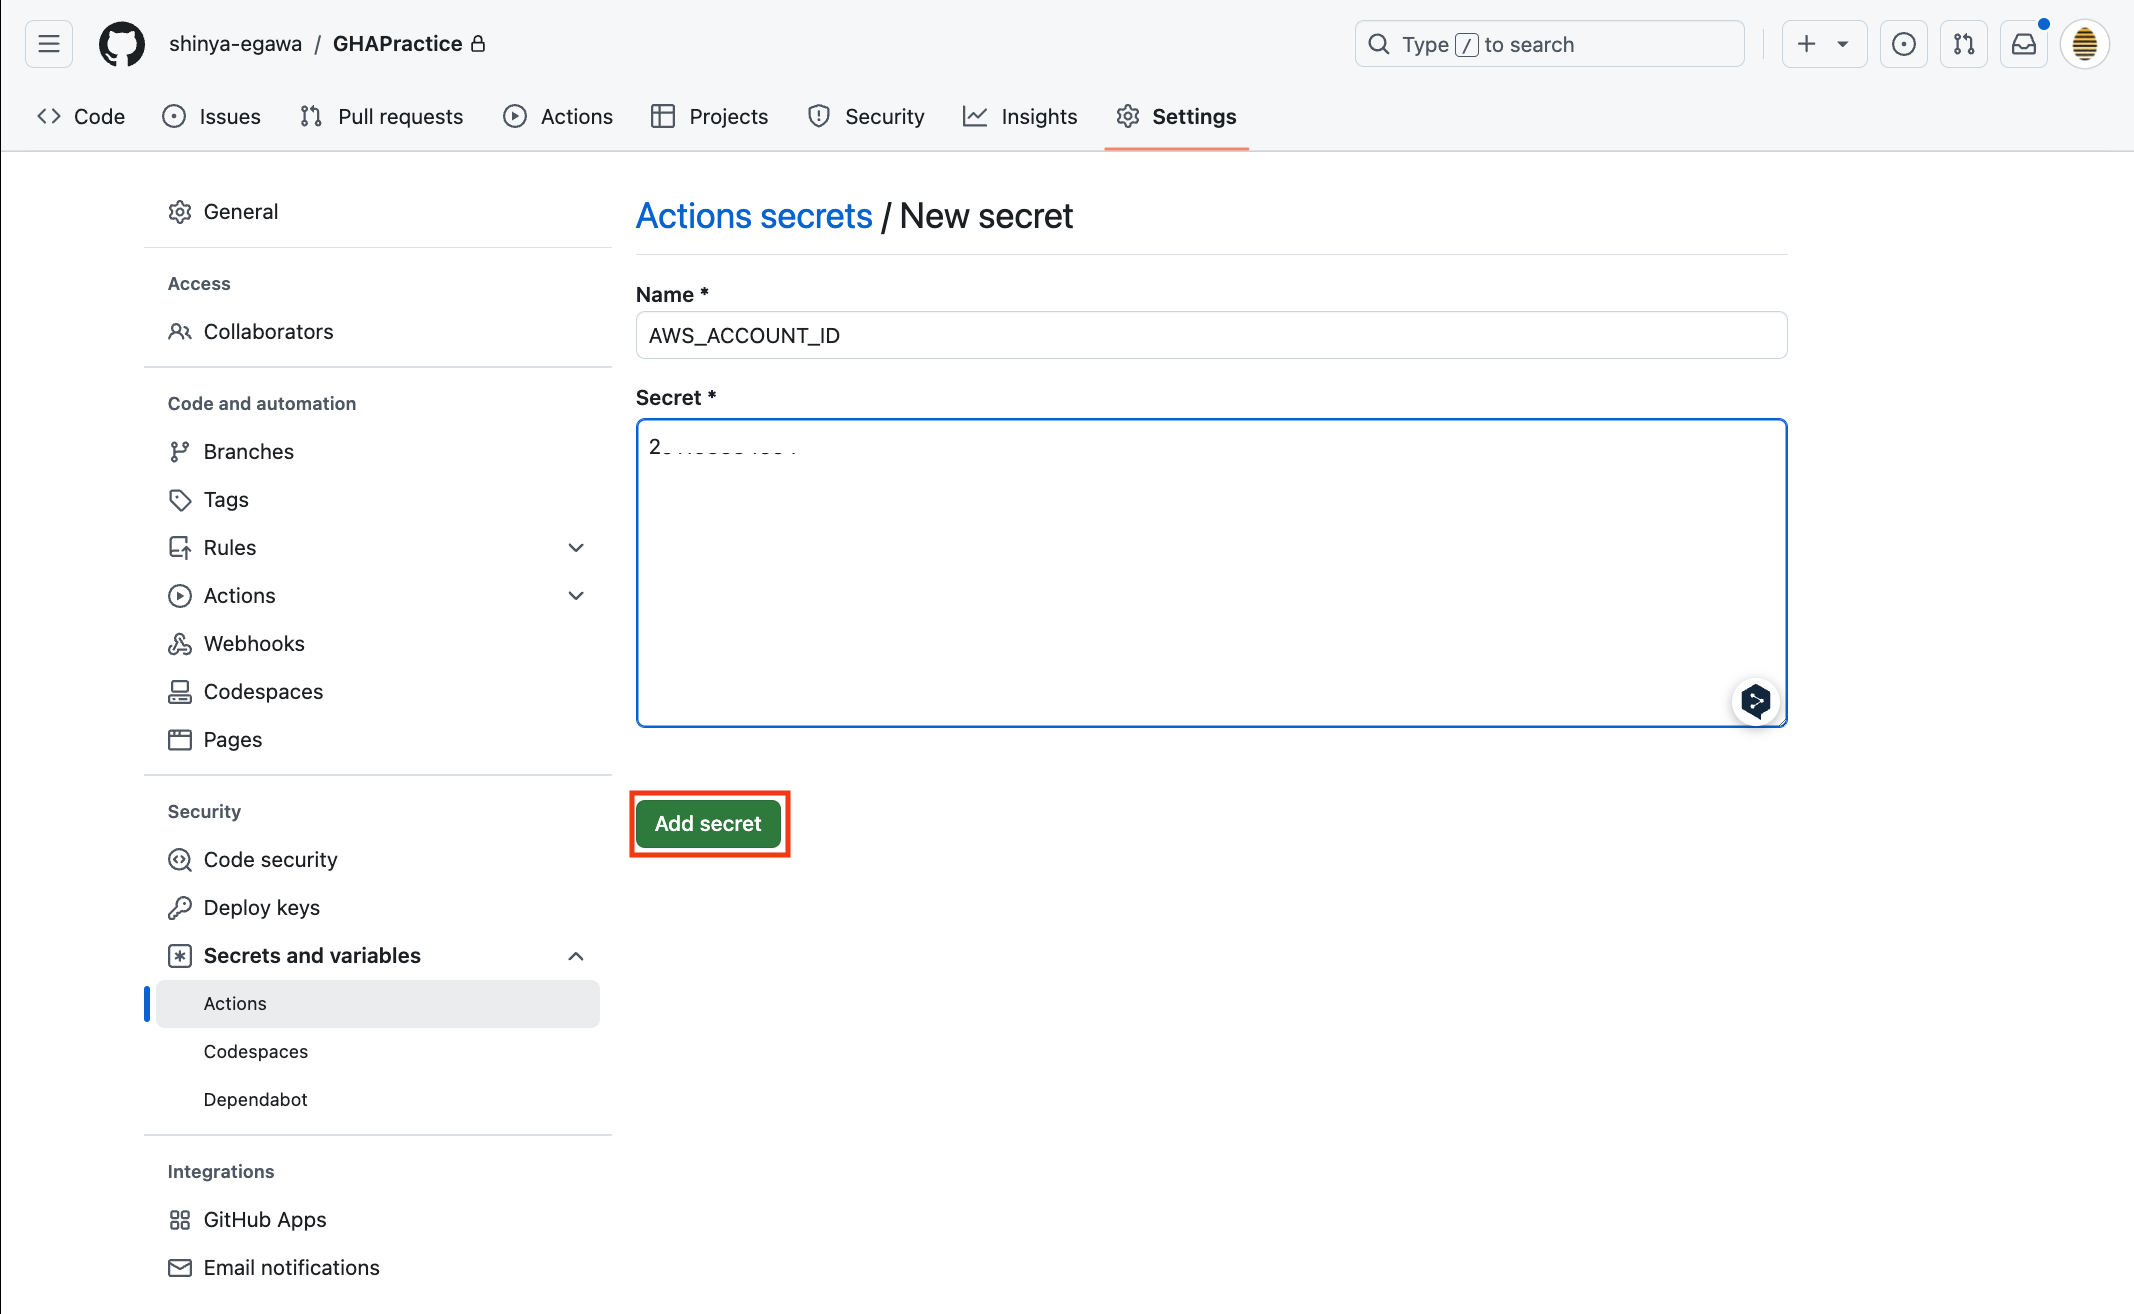 shinya-egawa / GHAPractice
Type / to search
Code
Issues
Pull requests
Actions
Projects
Security
Insights
Settings
General
Access
Collaborators
Code and automation
Branches
Tags
Rules
Actions
Webhooks
Codespaces
Pages
Security
Code security
Deploy keys
Secrets and variables
Actions
Codespaces
Dependabot
Integrations
GitHub Apps
Email notifications
Actions secrets / New secret
Name *
AWS_ACCOUNT_ID
Secret *
2
Add secret